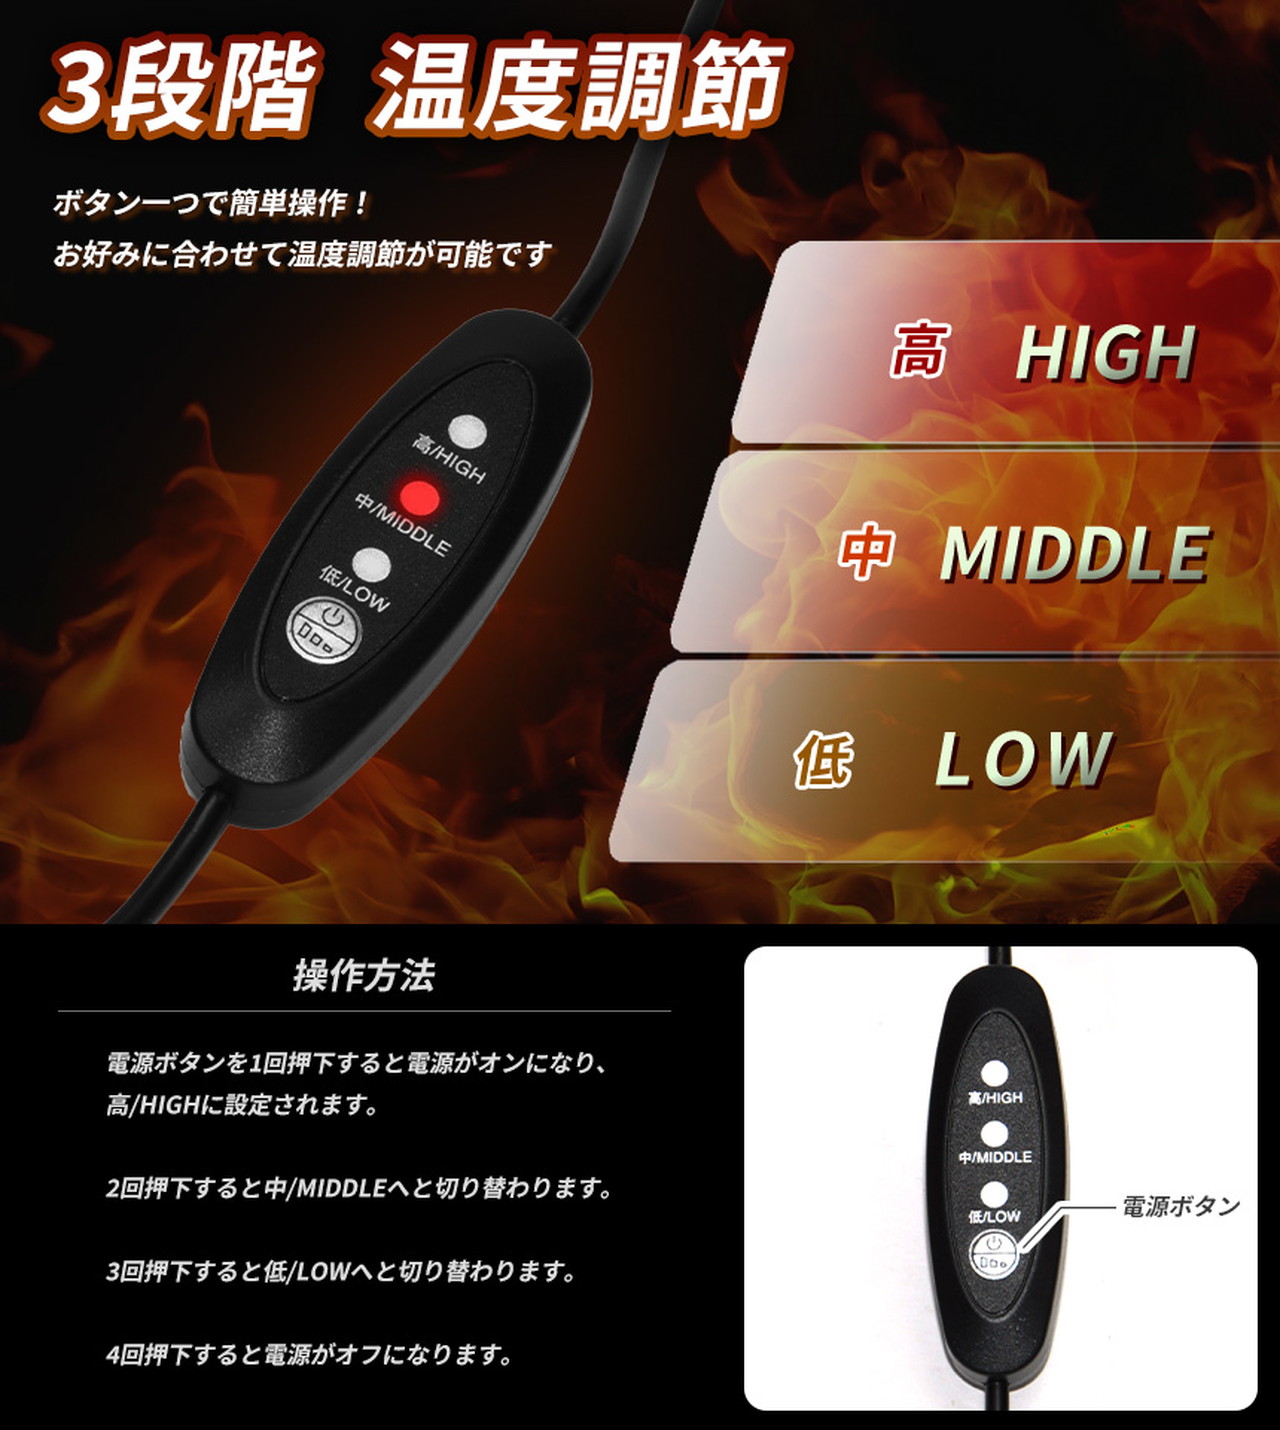 3段階 温度調節
ボタン一つで簡単操作！
お好みに合わせて温度調節が可能です
高/HIGH
中/MIDDLE
低/LOW
高 HIGH
中 MIDDLE
低 LOW
操作方法
電源ボタンを1回押下すると電源がオンになり、
高/HIGHに設定されます。
2回押下すると中/MIDDLEへと切り替わります。
3回押下すると低/LOWへと切り替わります。
4回押下すると電源がオフになります。
高/HIGH
中/MIDDLE
低/LOW
電源ボタン